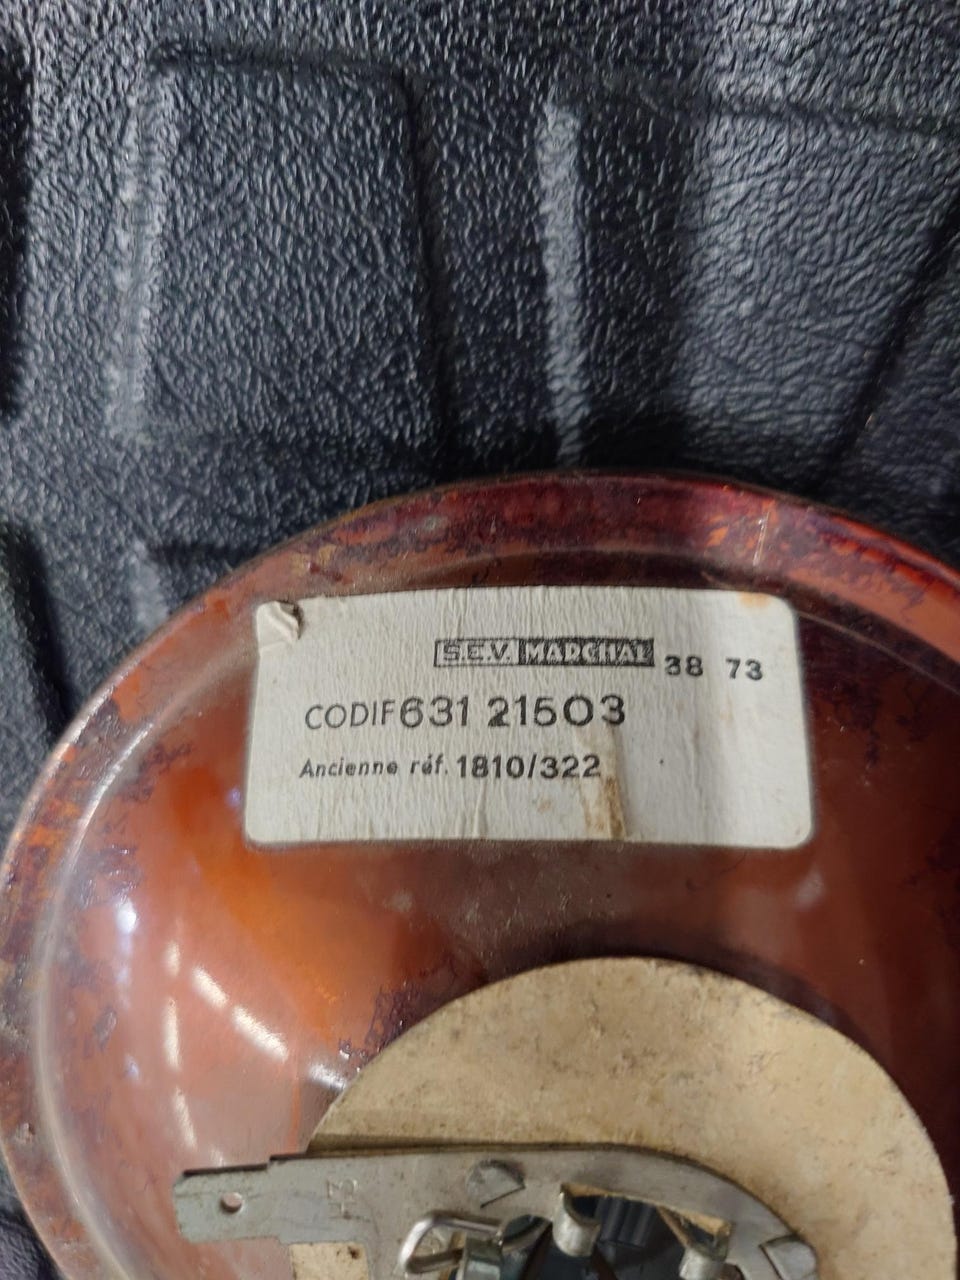 S.E.V. MARCHAL 38 73
CODIF 631 21503
Ancienne réf. 1810/322